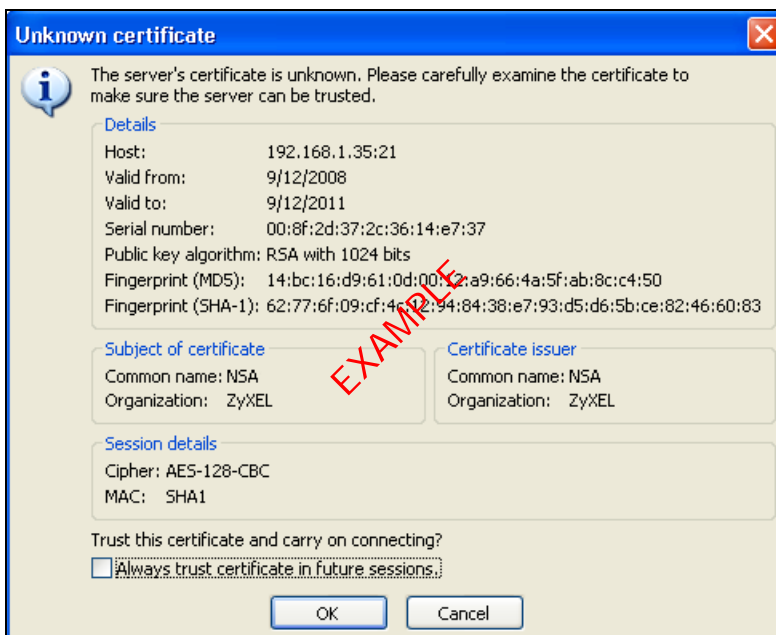 Unknown certificate
The server's certificate is unknown. Please carefully examine the certificate to
make sure the server can be trusted.
Details
Host: 192.168.1.35:21
Valid from: 9/12/2008
Valid to: 9/12/2011
Serial number: 00:8f:2d:37:2c:36:14:e7:37
Public key algorithm: RSA with 1024 bits
Fingerprint (MD5): 14:bc:16:d9:61:0d:00:12:a9:66:4a:5f:ab:8c:c4:50
Fingerprint (SHA-1): 62:77:6f:09:cf:4c:12:94:84:38:e7:93:d5:d6:5b:ce:82:46:60:83
EXAMPLE
Subject of certificate
Common name: NSA
Organization: ZyXEL
Certificate issuer
Common name: NSA
Organization: ZyXEL
Session details
Cipher: AES-128-CBC
MAC: SHA1
Trust this certificate and carry on connecting?
Always trust certificate in future sessions.
OK
Cancel